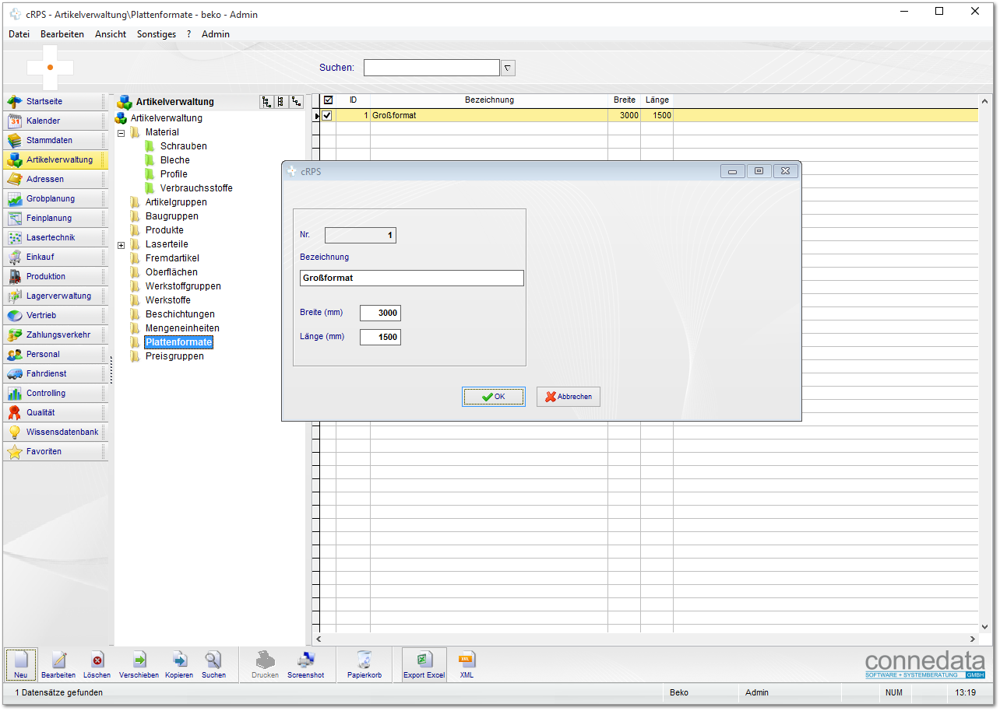 cRPS - Artikelverwaltung\Plattenformate - beko - Admin
Datei Bearbeiten Ansicht Sonstiges ? Admin
Suchen:
Startseite
Kalender
Stammdaten
Artikelverwaltung
Adressen
Grobplanung
Feinplanung
Lasertechnik
Einkauf
Produktion
Lagerverwaltung
Vertrieb
Zahlungsverkehr
Personal
Fahrdienst
Controlling
Qualität
Wissensdatenbank
Favoriten
Artikelverwaltung
Artikelverwaltung
Material
Schrauben
Bleche
Profile
Verbrauchsstoffe
Artikelgruppen
Baugruppen
Produkte
Laserteile
Fremdartikel
Oberflächen
Werkstoffgruppen
Werkstoffe
Beschichtungen
Mengeneinheiten
Plattenformate
Preisgruppen
ID Bezeichnung Breite Länge
1 Großformat 3000 1500
cRPS
Nr. 1
Bezeichnung
Großformat
Breite (mm) 3000
Länge (mm) 1500
OK Abbrechen
Neu Bearbeiten Löschen Verschieben Kopieren Suchen Drucken Screenshot Papierkorb Export Excel XML
connedata
SOFTWARE + SYSTEMBERATUNG GMBH
1 Datensätze gefunden Beko Admin NUM 13:19